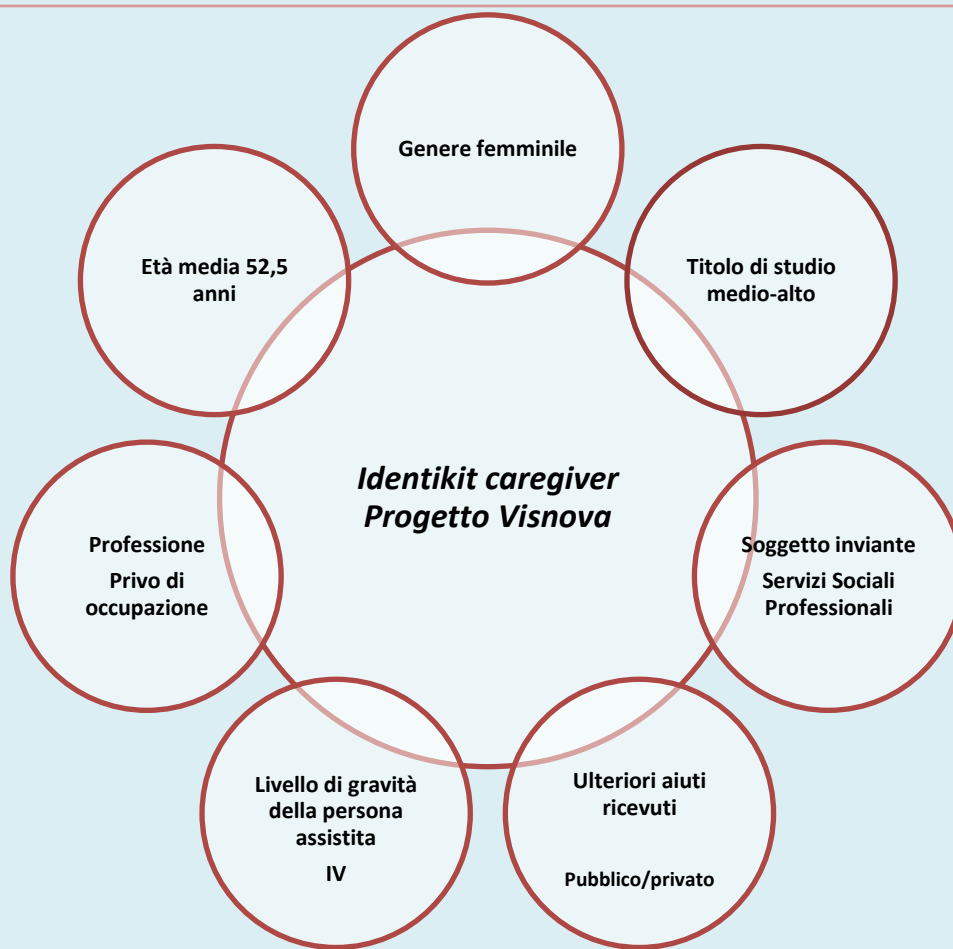 Genere femminile
Età media 52,5
anni
Titolo di studio
medio-alto
Identikit caregiver
Progetto Visnova
Professione
Privo di
occupazione
Soggetto inviante
Servizi Sociali
Professionali
Livello di gravità
della persona
assistita
IV
Ulteriori aiuti
ricevuti
Pubblico/privato